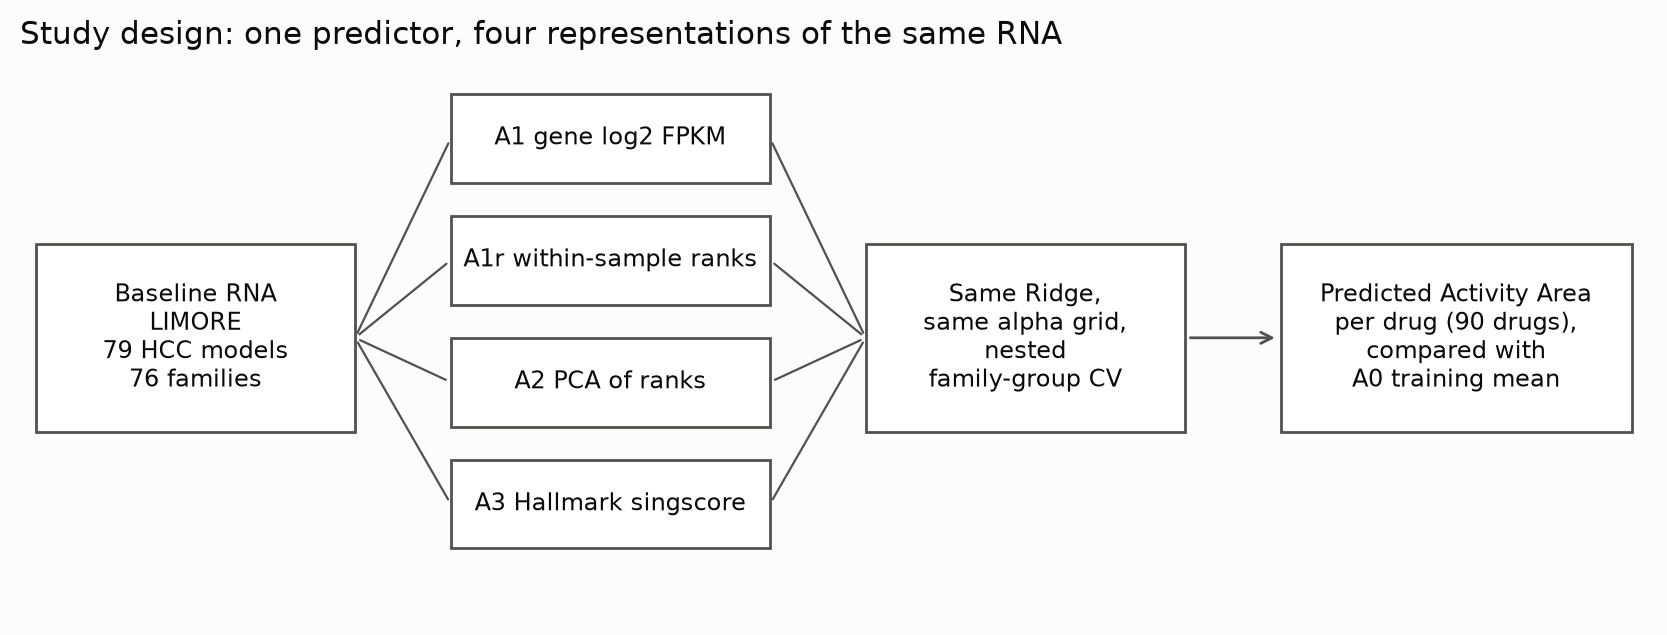 Study design: one predictor, four representations of the same RNA
Baseline RNA
LIMORE
79 HCC models
76 families
A1 gene log2 FPKM
A1r within-sample ranks
A2 PCA of ranks
A3 Hallmark singscore
Same Ridge,
same alpha grid,
nested
family-group CV
Predicted Activity Area
per drug (90 drugs),
compared with
A0 training mean